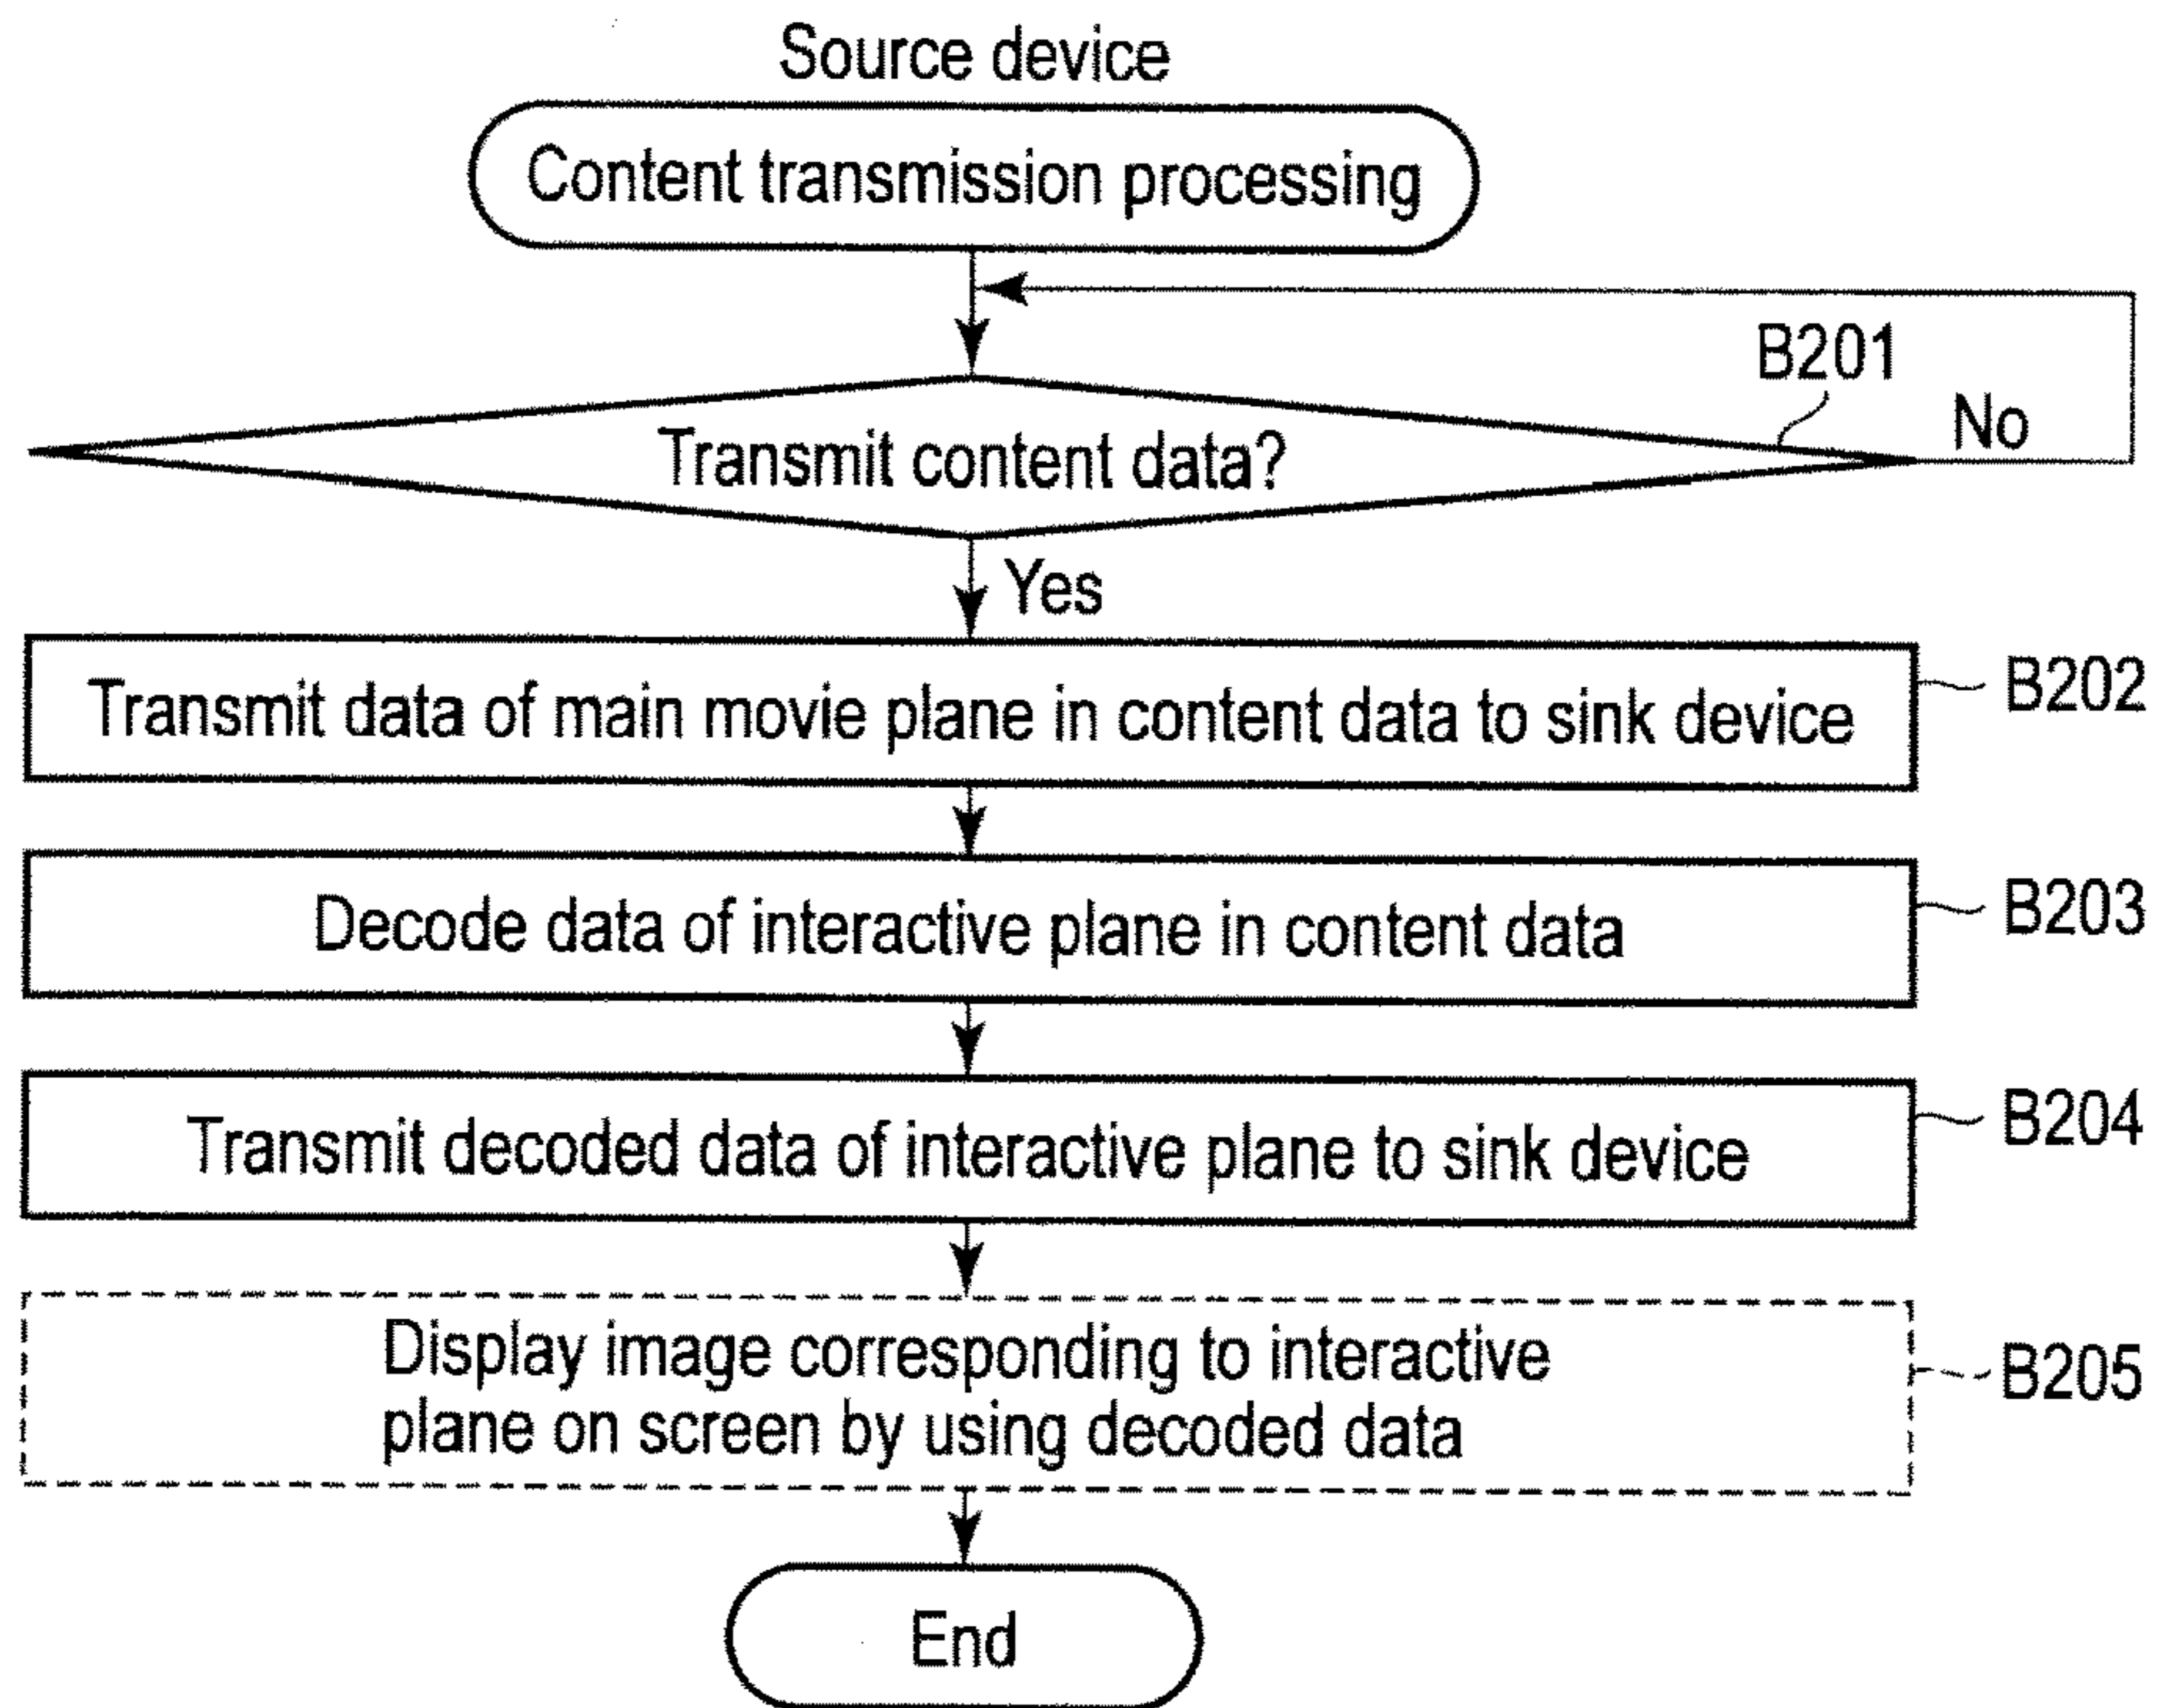 Source device
Content transmission processing
B201
No
Transmit content data?
Yes
Transmit data of main movie plane in content data to sink device
B202
Decode data of interactive plane in content data
B203
Transmit decoded data of interactive plane to sink device
B204
Display image corresponding to interactive
plane on screen by using decoded data
B205
End